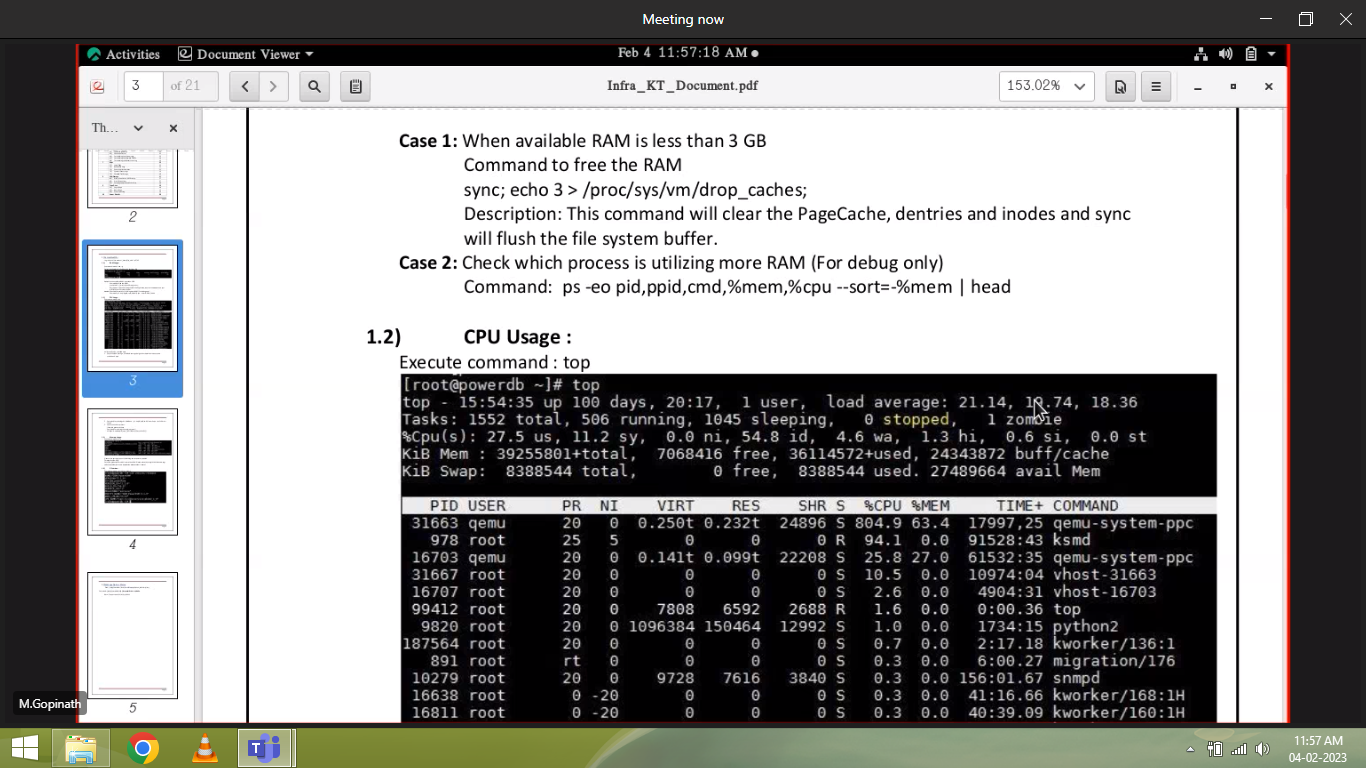 Meeting now
Activities Document Viewer Feb 4 11:57:18 AM
3 of 21 Infra_KT_Document.pdf 153.02%
Th...
2
3
4
5
Case 1: When available RAM is less than 3 GB
Command to free the RAM
sync; echo 3 > /proc/sys/vm/drop_caches;
Description: This command will clear the PageCache, dentries and inodes and sync
will flush the file system buffer.
Case 2: Check which process is utilizing more RAM (For debug only)
Command: ps -eo pid,ppid,cmd,%mem,%cpu --sort=-%mem | head
1.2) CPU Usage :
Execute command : top
[root@powerdb ~]# top
top - 15:54:35 up 100 days, 20:17, 1 user, load average: 21.14, 18.36
Tasks: 1552 total, 506 running, 1045 sleeping, 0 stopped, 1 zombie
%Cpu(s): 27.5 us, 11.2 sy, 0.0 ni, 54.8 id, 4.6 wa, 1.3 hi, 0.6 si, 0.0 st
KiB Mem : 39255801+total, 7068416 free, 36114572+used, 24343872 buff/cache
KiB Swap: 8388544 total, 0 free, 8388544 used. 27489664 avail Mem
PID USER PR NI VIRT RES SHR S %CPU %MEM TIME+ COMMAND
31663 qemu 20 0 0.250t 0.232t 24896 S 804.9 63.4 17997,25 qemu-system-ppc
978 root 25 5 0 0 0 R 94.1 0.0 91528:43 ksmd
16703 qemu 20 0 0.141t 0.099t 22208 S 25.8 27.0 61532:35 qemu-system-ppc
31667 root 20 0 0 0 0 S 10.5 0.0 10974:04 vhost-31663
16707 root 20 0 0 0 0 S 2.6 0.0 4904:31 vhost-16703
99412 root 20 0 7808 6592 2688 R 1.6 0.0 0:00.36 top
9820 root 20 0 1096384 150464 12992 S 1.0 0.0 1734:15 python2
187564 root 20 0 0 0 0 S 0.7 0.0 2:17.18 kworker/136:1
891 root rt 0 0 0 0 S 0.3 0.0 6:00.27 migration/176
10279 root 20 0 9728 7616 3840 S 0.3 0.0 156:01.67 snmpd
16638 root 0 -20 0 0 0 S 0.3 0.0 41:16.66 kworker/168:1H
16811 root 0 -20 0 0 0 S 0.3 0.0 40:39.09 kworker/160:1H
M.Gopinath
11:57 AM
04-02-2023